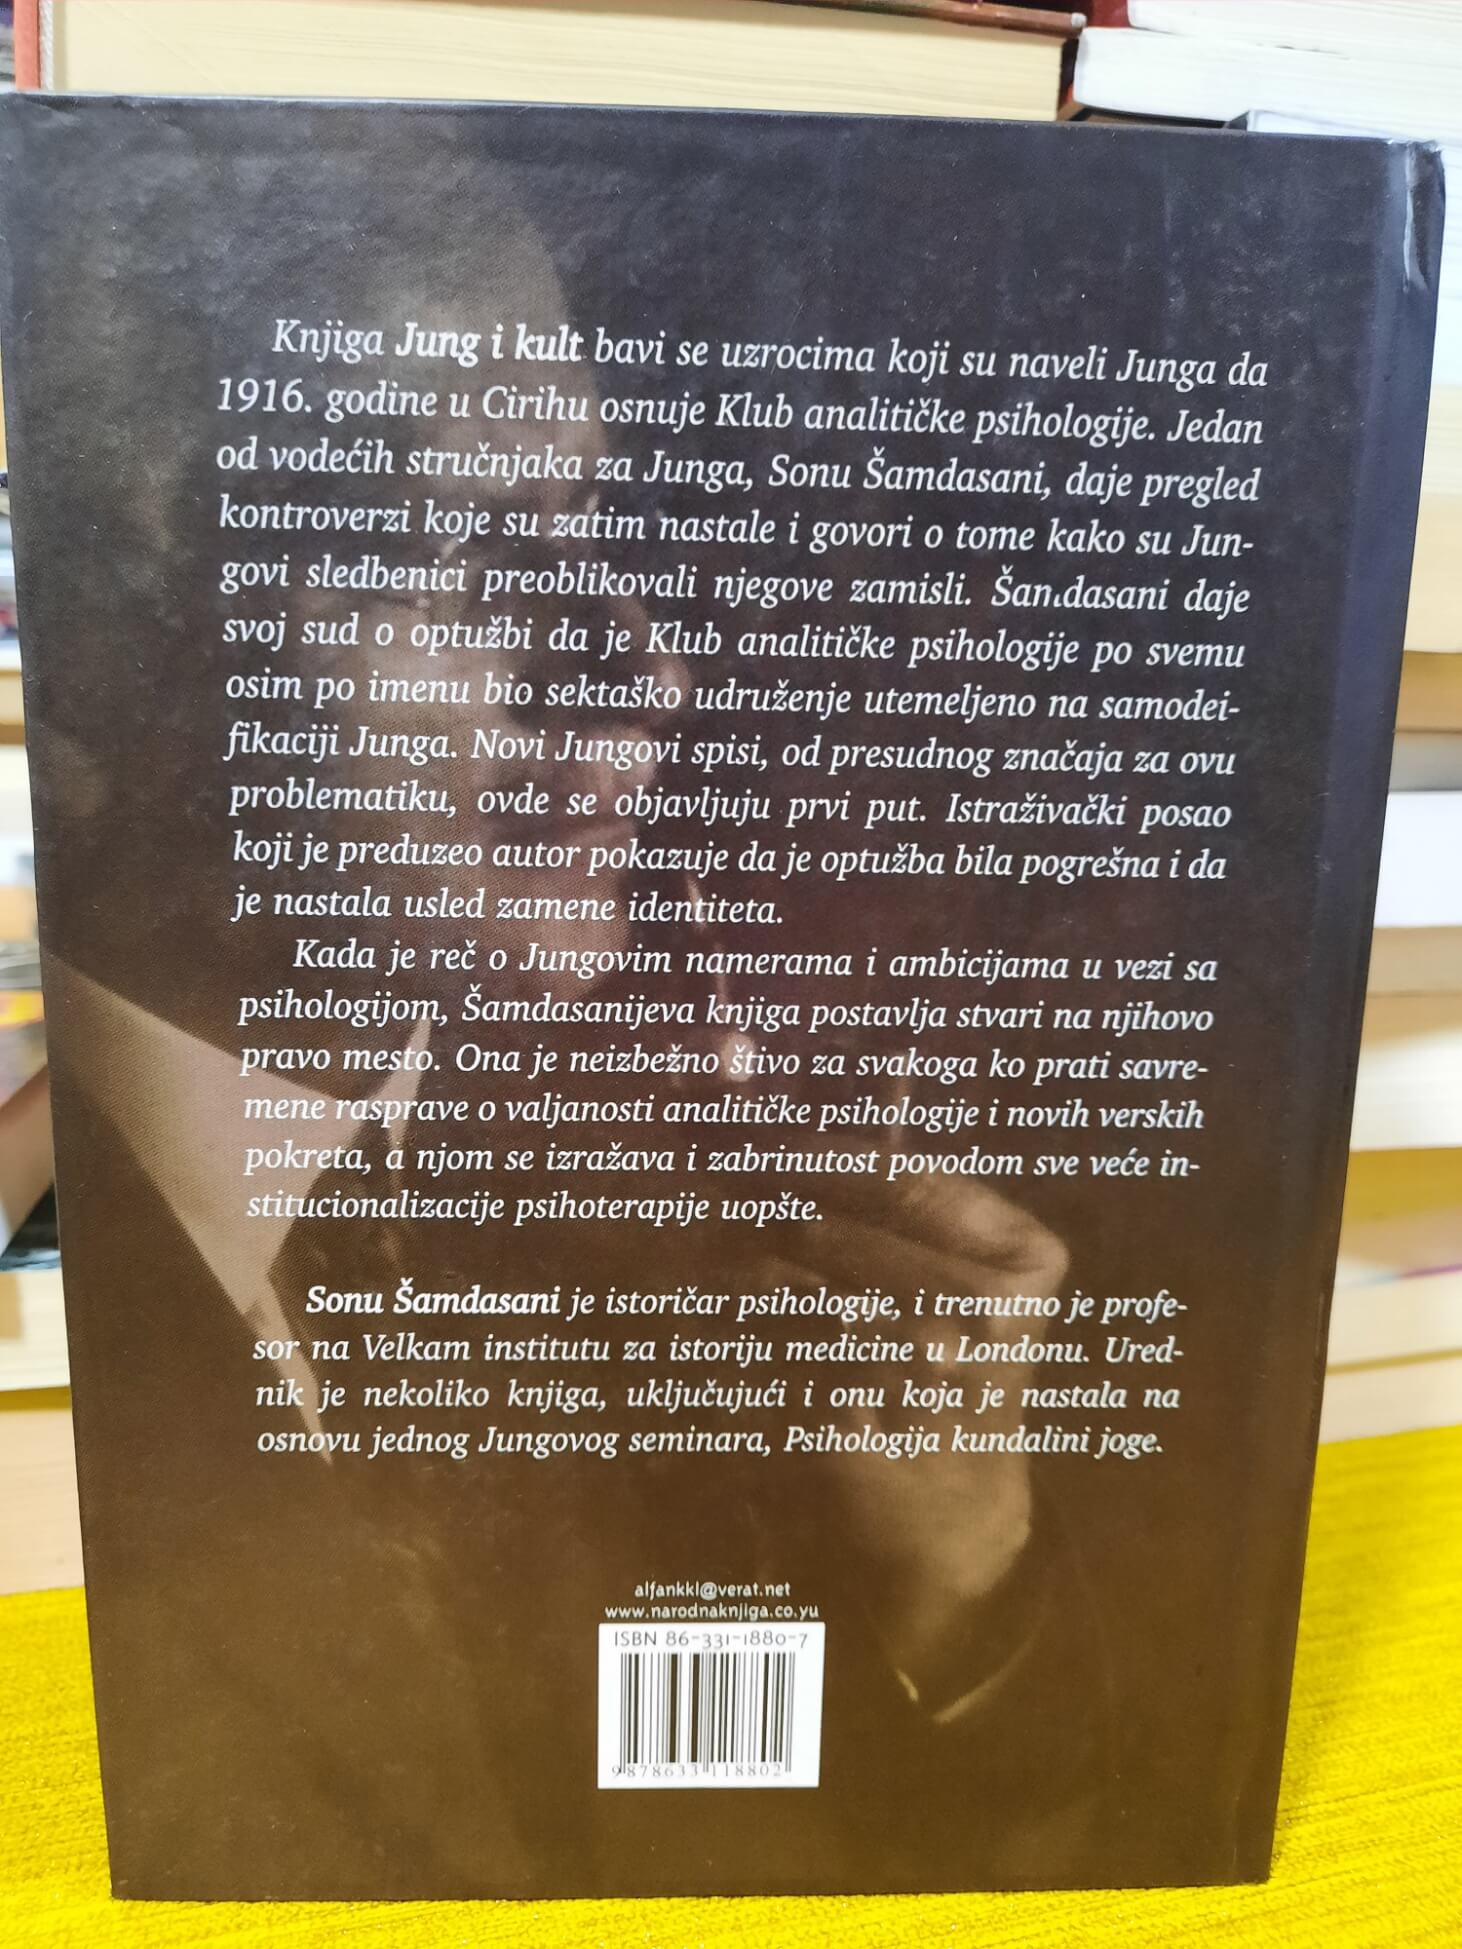 Knjiga Jung i kult bavi se uzrocima koji su naveli Junga da
1916. godine u Cirihu osnuje Klub analitičke psihologije. Jedan
od vodećih stručnjaka za Junga, Sonu Šamdasani, daje pregled
kontroverzi koje su zatim nastale i govori o tome kako su Jun-
govi sledbenici preoblikovali njegove zamisli. Šamdasani daje
svoj sud o optužbi da je Klub analitičke psihologije po svemu
osim po imenu bio sektaško udruženje utemeljeno na samodei-
fikaciji Junga. Novi Jungovi spisi, od presudnog značaja za ovu
problematiku, ovde se objavljuju prvi put. Istraživački posao
koji je preduzeo autor pokazuje da je optužba bila pogrešna i da
je nastala usled zamene identiteta.
Kada je reč o Jungovim namerama i ambicijama u vezi sa
psihologijom, Šamdasanijeva knjiga postavlja stvari na njihovo
pravo mesto. Ona je neizbežno štivo za svakoga ko prati savre-
mene rasprave o valjanosti analitičke psihologije i novih verskih
pokreta, a njom se izražava i zabrinutost povodom sve veće in-
stitucionalizacije psihoterapije uopšte.
Sonu Šamdasani je istoričar psihologije, i trenutno je profe-
sor na Velkam institutu za istoriju medicine u Londonu. Ured-
nik je nekoliko knjiga, uključujući i onu koja je nastala na
osnovu jednog Jungovog seminara, Psihologija kundalini joge.
alfankkl@verat.net
www.narodnaknjiga.co.yu
ISBN 86-331-1880-7
9 788633 118802